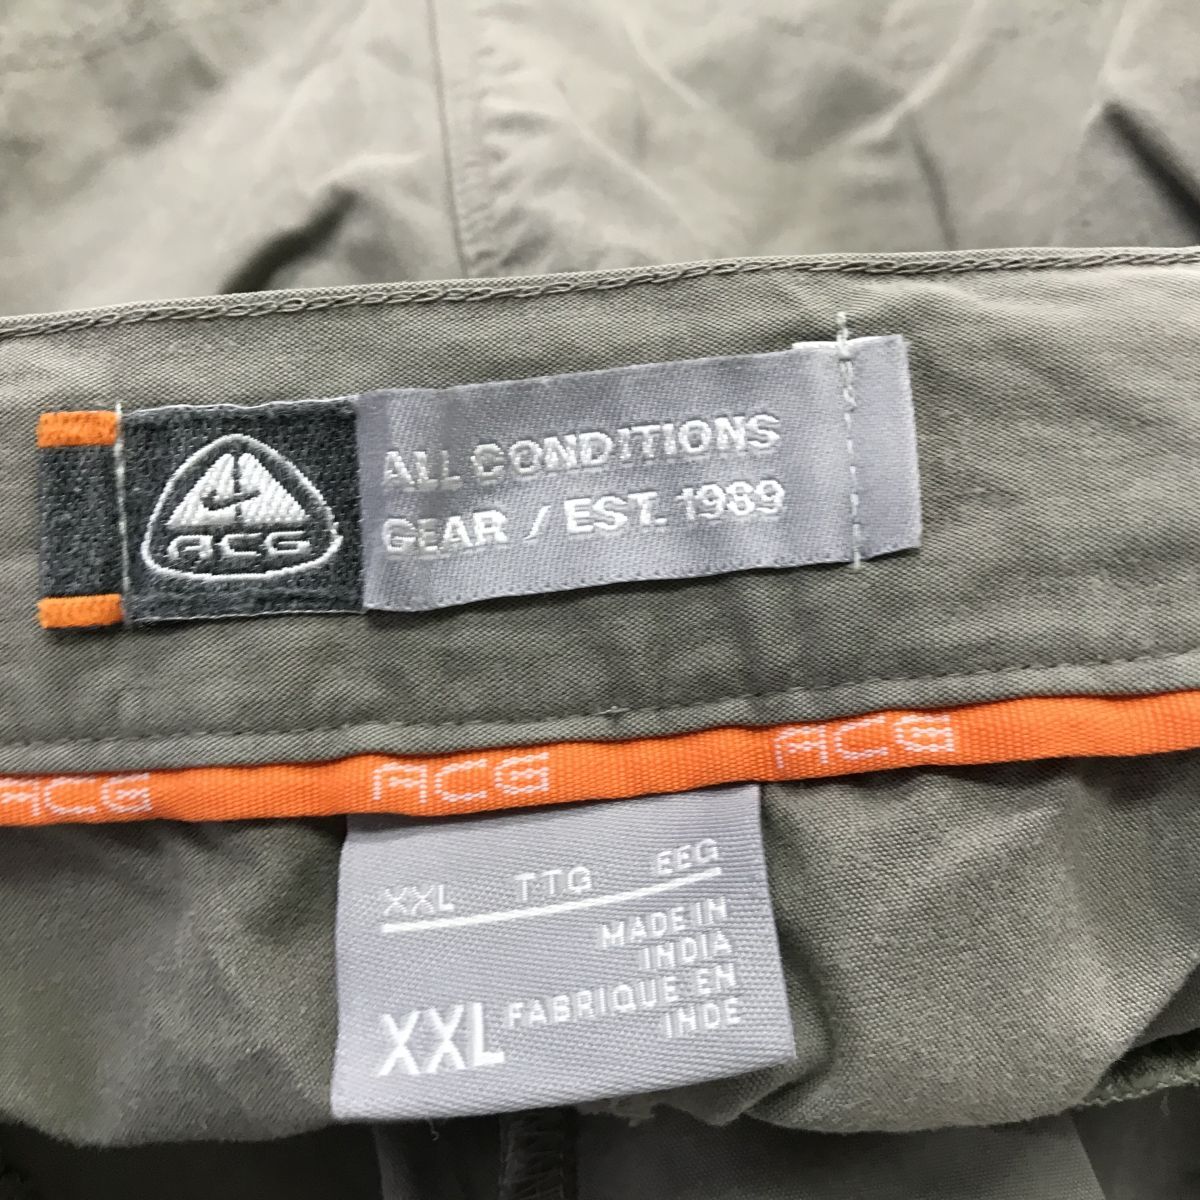 ACG
ALL CONDITIONS
GEAR / EST. 1989
ACG ACG ACG
XXL TTG EEG
MADE IN
INDIA
FABRIQUE EN
INDE
XXL